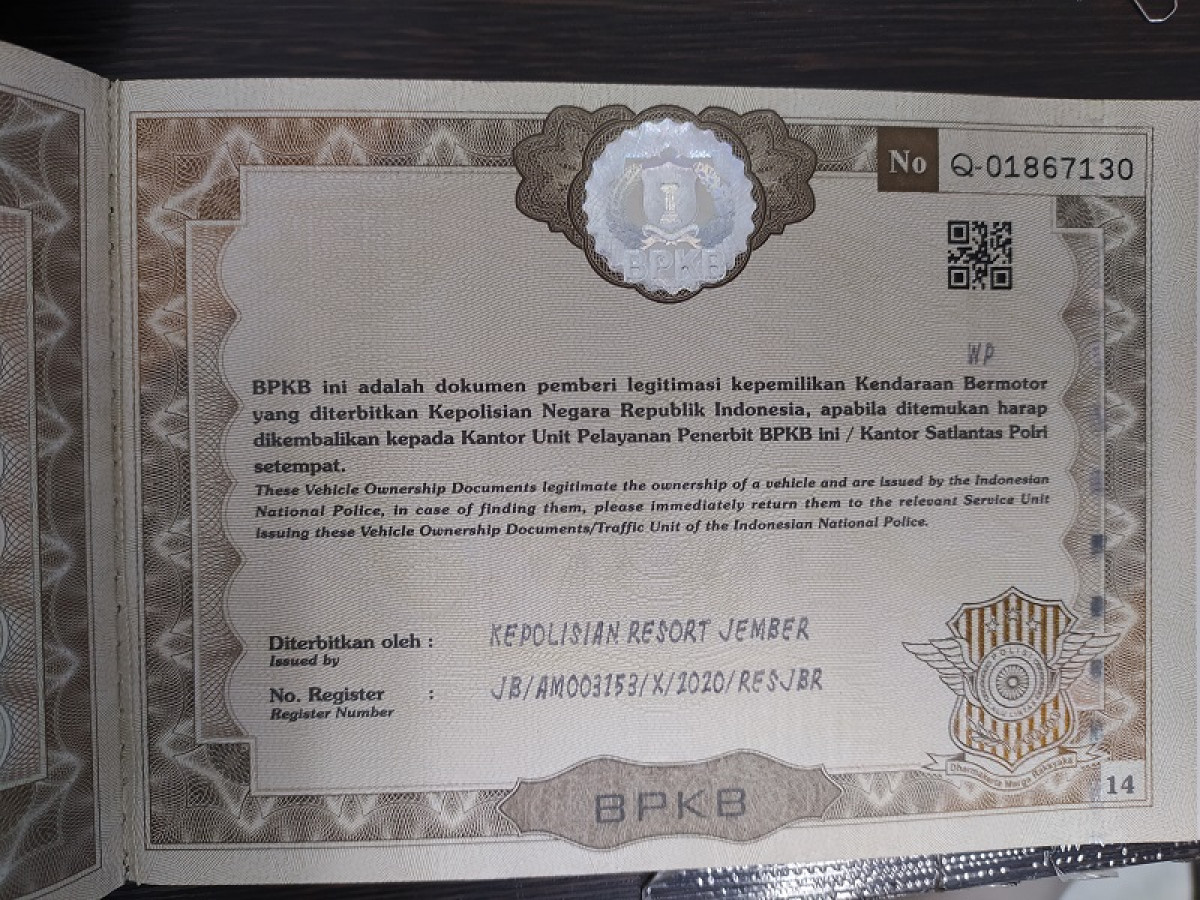 No Q-01867130
BPKB
WP
BPKB ini adalah dokumen pemberi legitimasi kepemilikan Kendaraan Bermotor
yang diterbitkan Kepolisian Negara Republik Indonesia, apabila ditemukan harap
dikembalikan kepada Kantor Unit Pelayanan Penerbit BPKB ini / Kantor Satlantas Polri
setempat.
These Vehicle Ownership Documents legitimate the ownership of a vehicle and are issued by the Indonesian
National Police, in case of finding them, please immediately return them to the relevant Service Unit
issuing these Vehicle Ownership Documents/Traffic Unit of the Indonesian National Police.
Diterbitkan oleh : KEPOLISIAN RESORT JEMBER
Issued by
No. Register : JB/AM003153/X/2020/RESJBR
Register Number
Dharmakerta Marga Raksyaka
14
BPKB